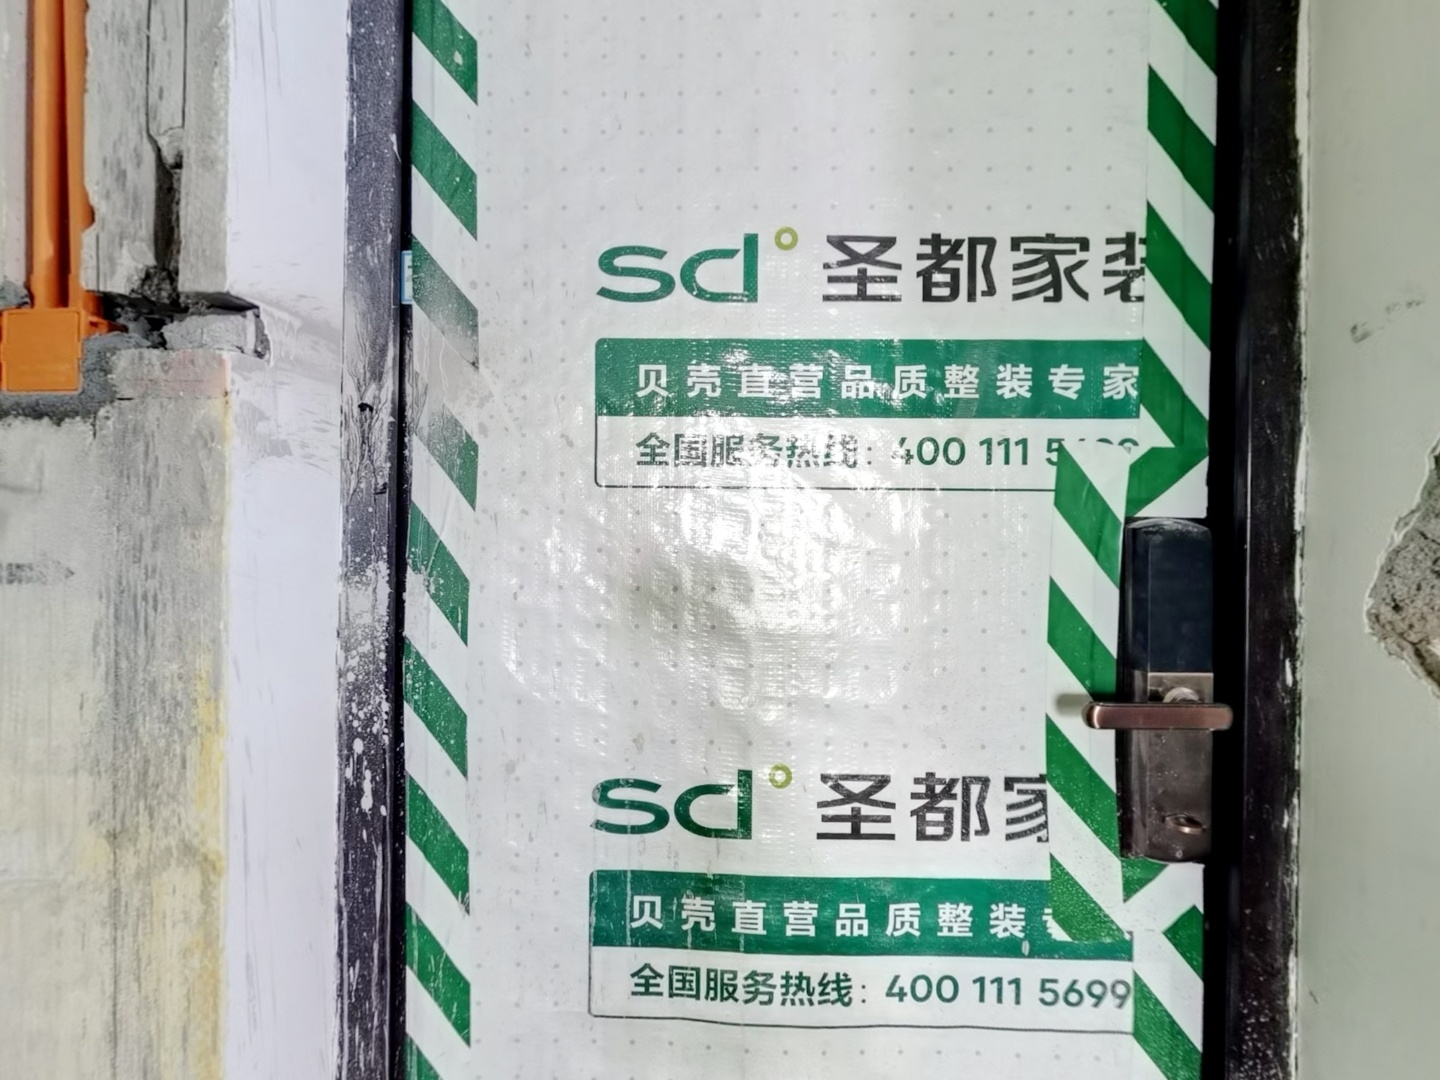 sd 圣都家装
贝壳直营品质整装专家
全国服务热线: 400 111 5699
sd 圣都家
贝壳直营品质整装
全国服务热线: 400 111 5699